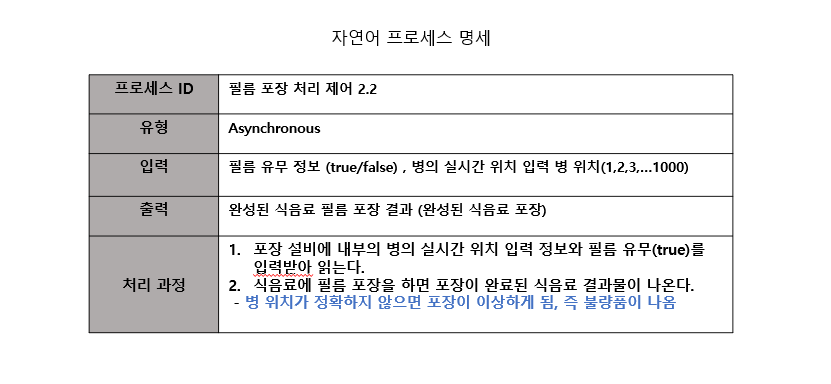 자연어 프로세스 명세
프로세스 ID
필름 포장 처리 제어 2.2
유형
Asynchronous
입력
필름 유무 정보 (true/false) , 병의 실시간 위치 입력 병 위치(1,2,3,...1000)
출력
완성된 식음료 필름 포장 결과 (완성된 식음료 포장)
처리 과정
1. 포장 설비에 내부의 병의 실시간 위치 입력 정보와 필름 유무(true)를
입력받아 읽는다.
2. 식음료에 필름 포장을 하면 포장이 완료된 식음료 결과물이 나온다.
- 병 위치가 정확하지 않으면 포장이 이상하게 됨, 즉 불량품이 나옴